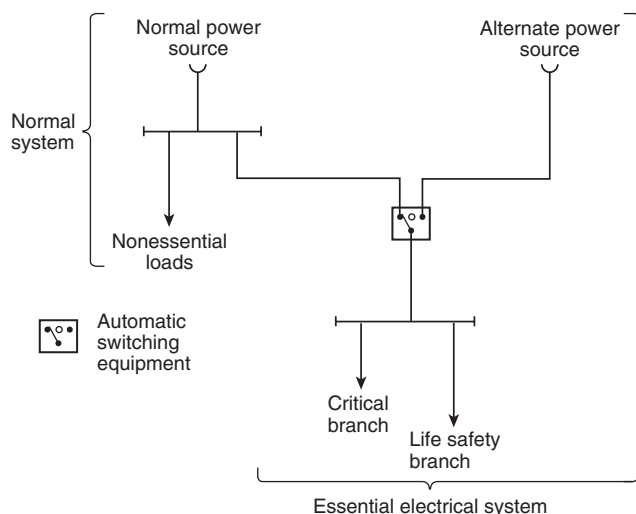 Normal power
source
Alternate power
source
Normal
system
Nonessential
loads
Automatic
switching
equipment
Critical
branch
Life safety
branch
Essential electrical system